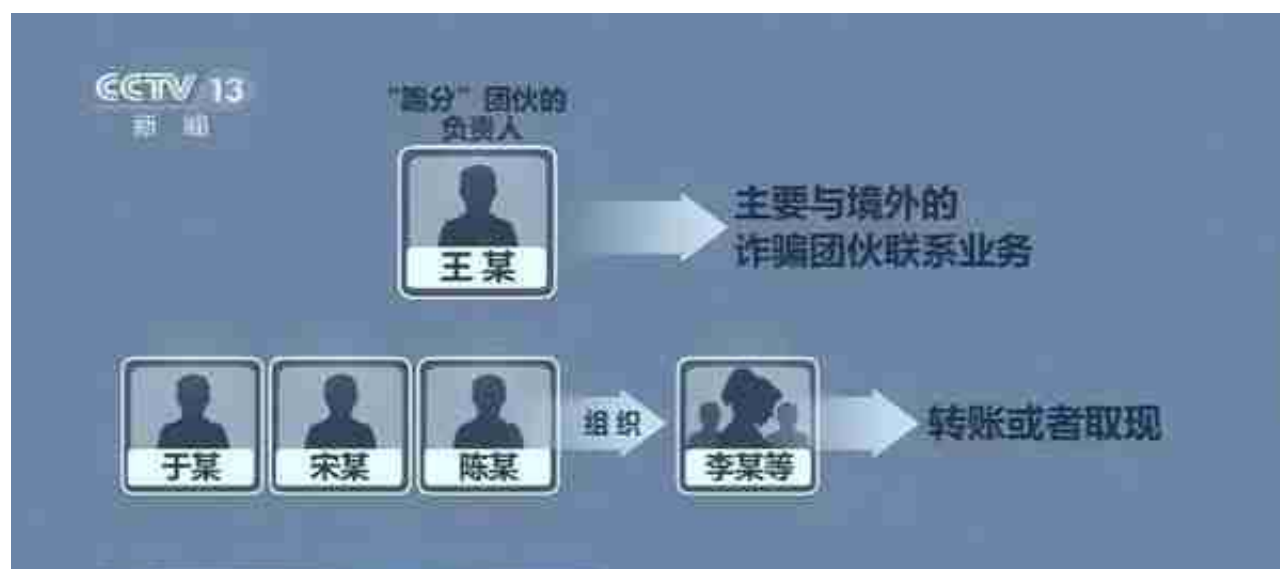 CCTV 13
新闻
"跑分"团伙的
负责人
王某
主要与境外的
诈骗团伙联系业务
于某
宋某
陈某
组织
李某等
转账或者取现